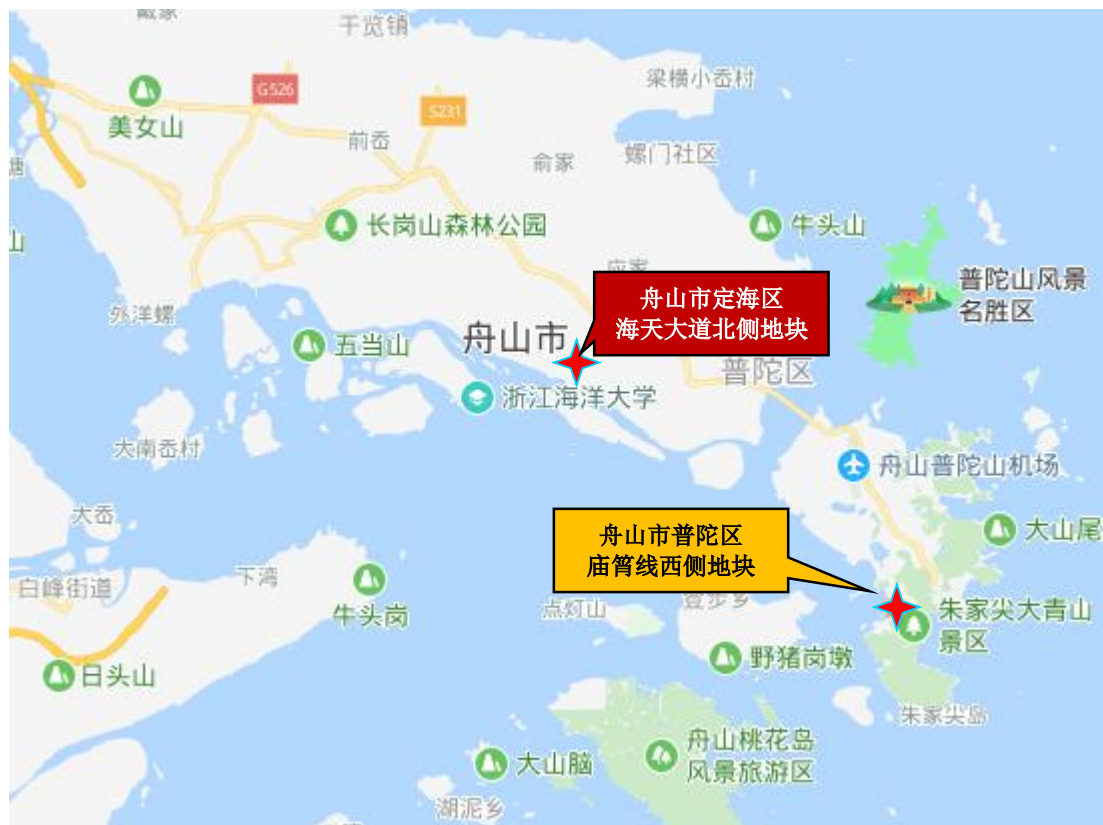 干览镇
梁横小岙村
G526
S231
美女山
前岙
俞家
螺门社区
塘
长岗山森林公园
牛头山
山
普陀山风景
名胜区
舟山市定海区
海天大道北侧地块
外洋螺
五当山
舟山市
普陀区
浙江海洋大学
大南岙村
舟山普陀山机场
大岙
舟山市普陀区
庙筲线西侧地块
大山尾
白峰街道
下湾
牛头岗
点灯山
登步乡
朱家尖大青山
景区
野猪岗墩
日头山
朱家尖岛
舟山桃花岛
风景旅游区
大山脑
湖泥乡